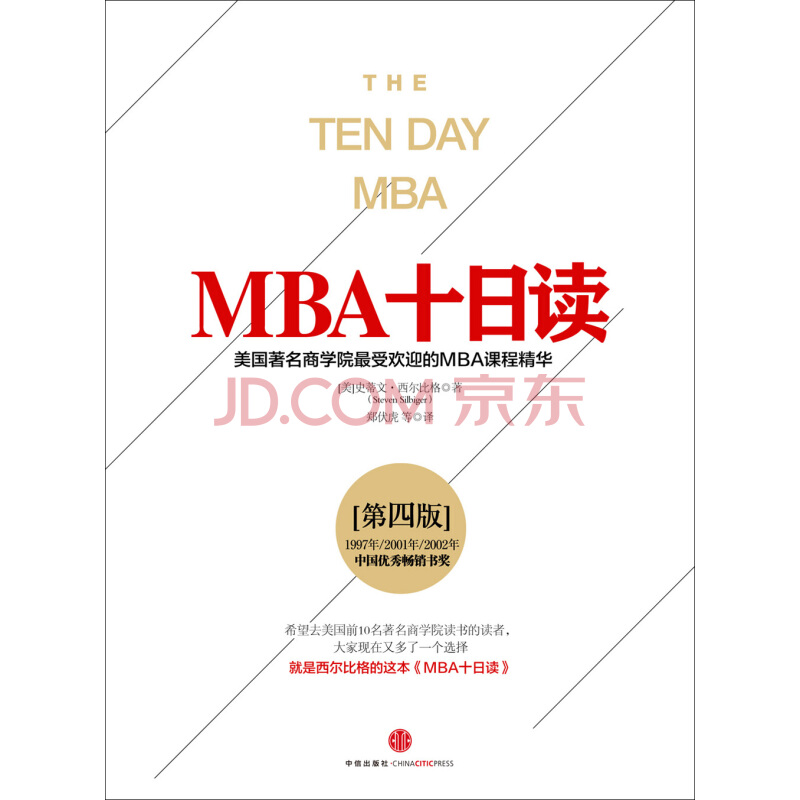 THE
TEN DAY
MBA
MBA十日读
美国著名商学院最受欢迎的MBA课程精华
[美]史蒂文·西尔比格◎著
(Steven Silbiger)
JD.COM 京东
郑伏虎 等◎译
[第四版]
1997年/2001年/2002年
中国优秀畅销书奖
希望去美国前10名著名商学院读书的读者，
大家现在又多了一个选择
就是西尔比格的这本《MBA十日读》
中信出版社·CHINACITICPRESS